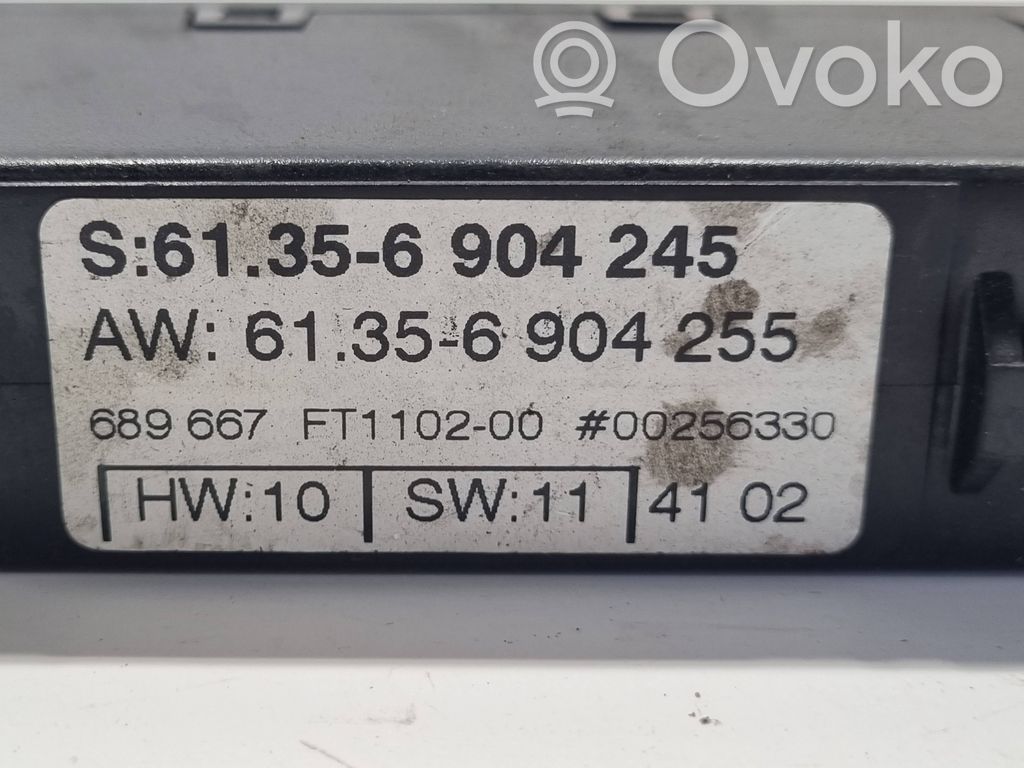 Ovoko
S:61.35-6 904 245
AW: 61.35-6 904 255
689 667 FT1102-00 #00256330
HW:10 SW:11 41 02